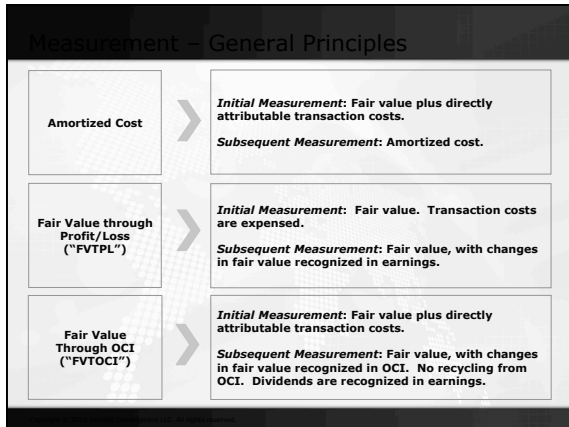 Measurement – General Principles
Amortized Cost
Initial Measurement: Fair value plus directly
attributable transaction costs.
Subsequent Measurement: Amortized cost.
Fair Value through
Profit/Loss
(“FVTPL”)
Initial Measurement:  Fair value.  Transaction costs
are expensed.
Subsequent Measurement: Fair value, with changes
in fair value recognized in earnings.
Fair Value
Through OCI
(“FVTOCI”)
Initial Measurement: Fair value plus directly
attributable transaction costs.
Subsequent Measurement: Fair value, with changes
in fair value recognized in OCI.  No recycling from
OCI.  Dividends are recognized in earnings.